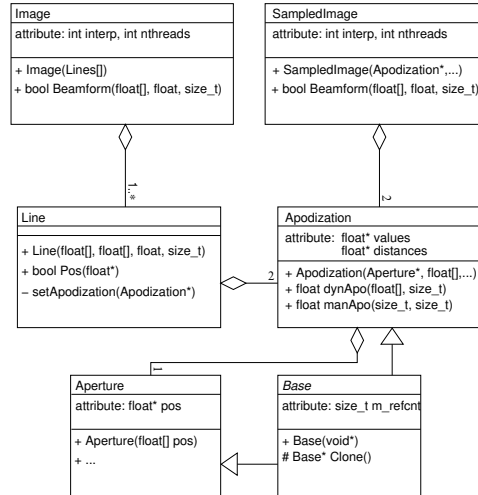 Image
attribute: int interp, int nthreads
+ Image(Lines[])
+ bool Beamform(float[], float, size_t)
SampledImage
attribute: int interp, int nthreads
+ SampledImage(Apodization*,...)
+ bool Beamform(float[], float, size_t)
1..*
2
Line
+ Line(float[], float[], float, size_t)
+ bool Pos(float*)
− setApodization(Apodization*)
2
Apodization
attribute: float* values
float* distances
+ Apodization(Aperture*, float[],...)
+ float dynApo(float[], size_t)
+ float manApo(size_t, size_t)
1
Aperture
attribute: float* pos
+ Aperture(float[] pos)
+ ...
Base
attribute: size_t m_refcnt
+ Base(void*)
# Base* Clone()